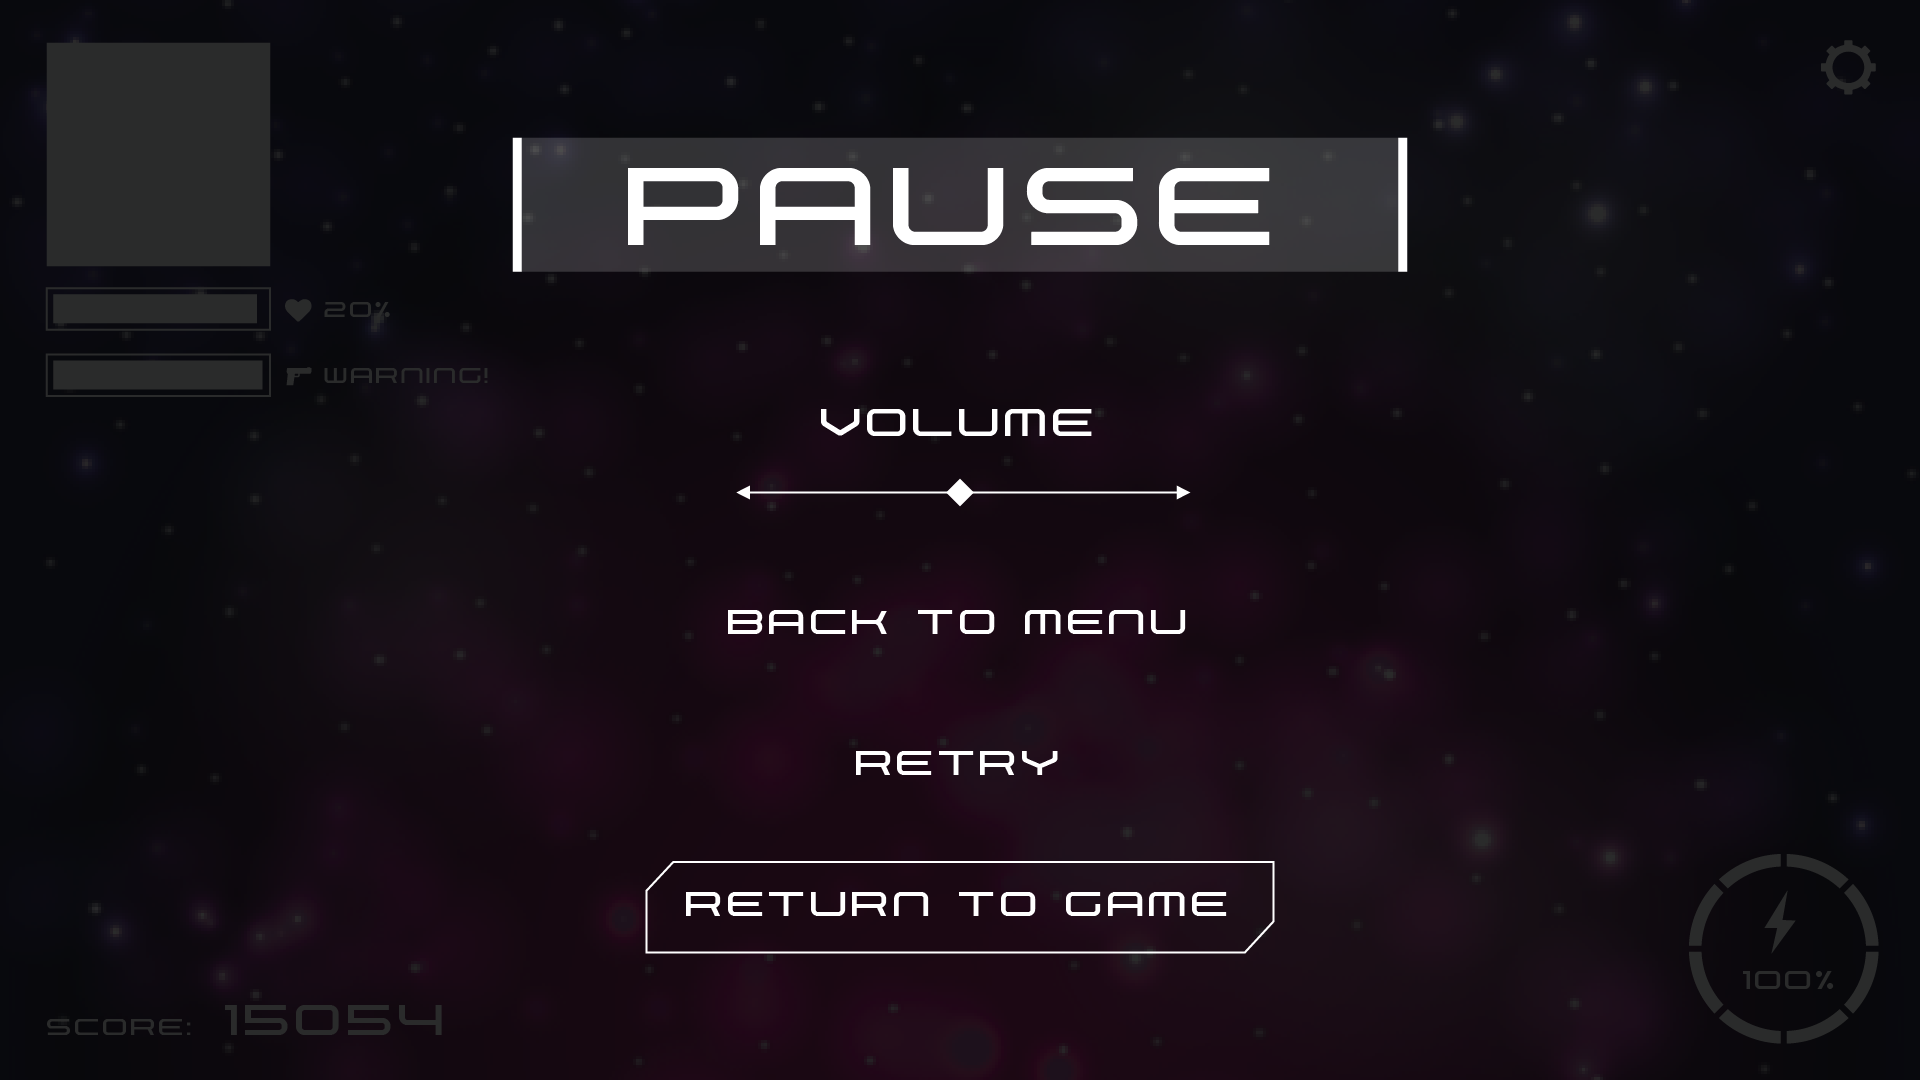 PAUSE
20%
WARNING!
VOLUME
BACK TO MENU
RETRY
RETURN TO GAME
100%
SCORE: 15054